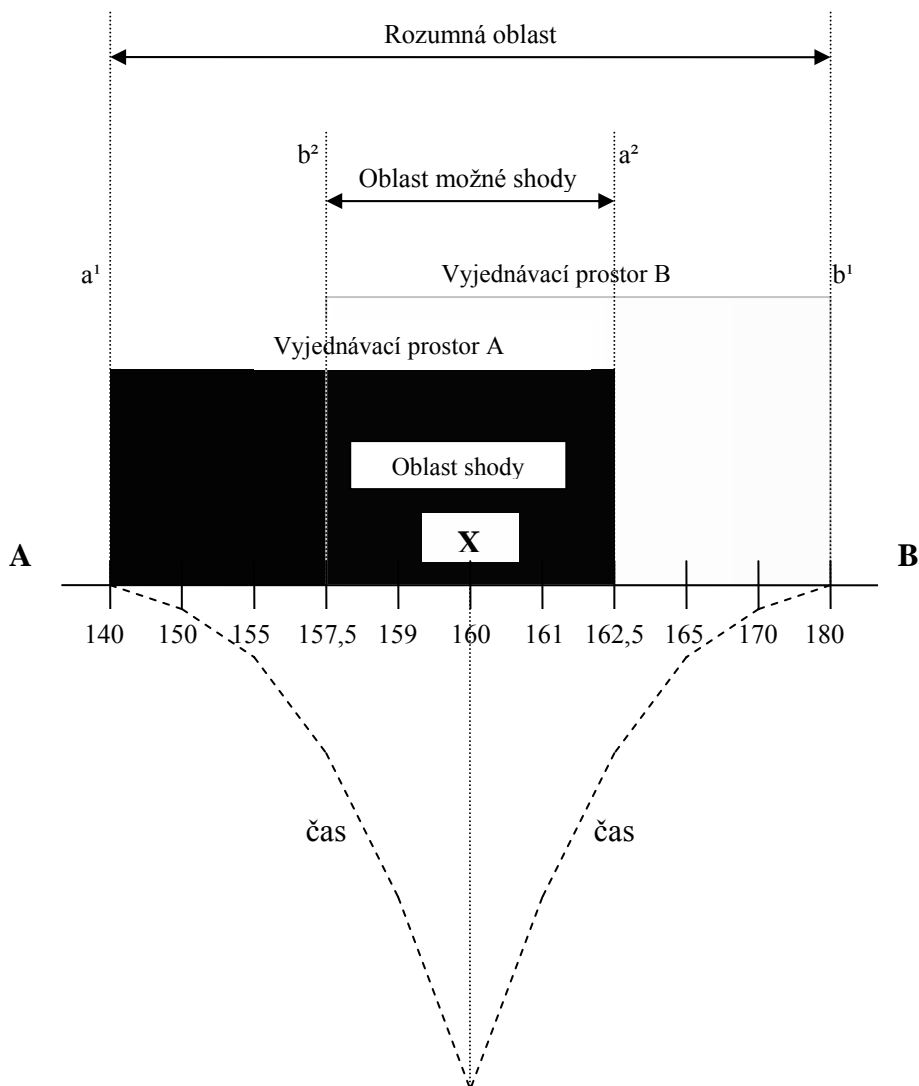 Rozumná oblast
b² a²
Oblast možné shody
a¹ Vyjednávací prostor B b¹
Vyjednávací prostor A
Oblast shody
A X B
140 150 155 157,5 159 160 161 162,5 165 170 180
čas čas